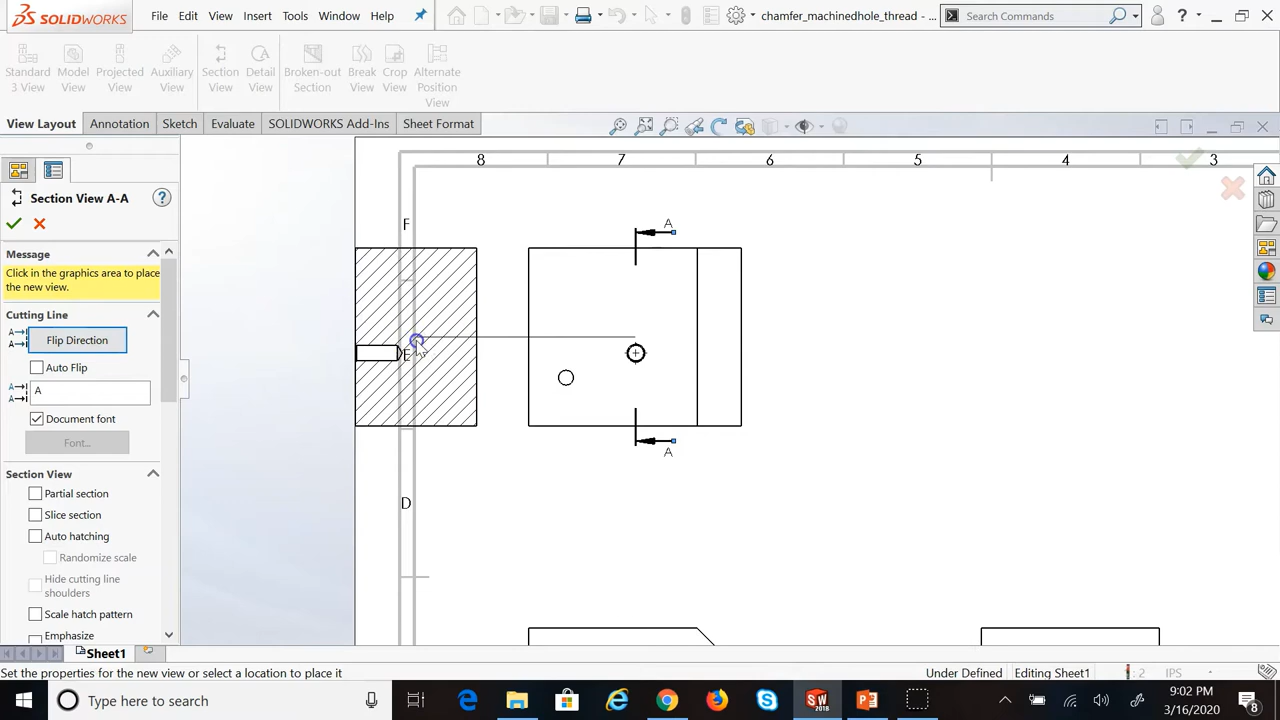 SOLIDWORKS File Edit View Insert Tools Window Help chamfer_machinedhole_thread - ... Search Commands ?
Standard 3 View
Model View
Projected View
Auxiliary View
Section View
Detail View
Broken-out Section
Break View
Crop View
Alternate Position View
View Layout Annotation Sketch Evaluate SOLIDWORKS Add-Ins Sheet Format
8 7 6 5 4 3
Section View A-A ?
Message
Click in the graphics area to place
the new view.
Cutting Line
Flip Direction
Auto Flip
A
Document font
Font...
Section View
Partial section
Slice section
Auto hatching
Randomize scale
Hide cutting line
shoulders
Scale hatch pattern
Emphasize
F
E
D
A
A
Sheet1
Set the properties for the new view or select a location to place it Under Defined Editing Sheet1 : 2 IPS
Type here to search
9:02 PM
3/16/2020
8